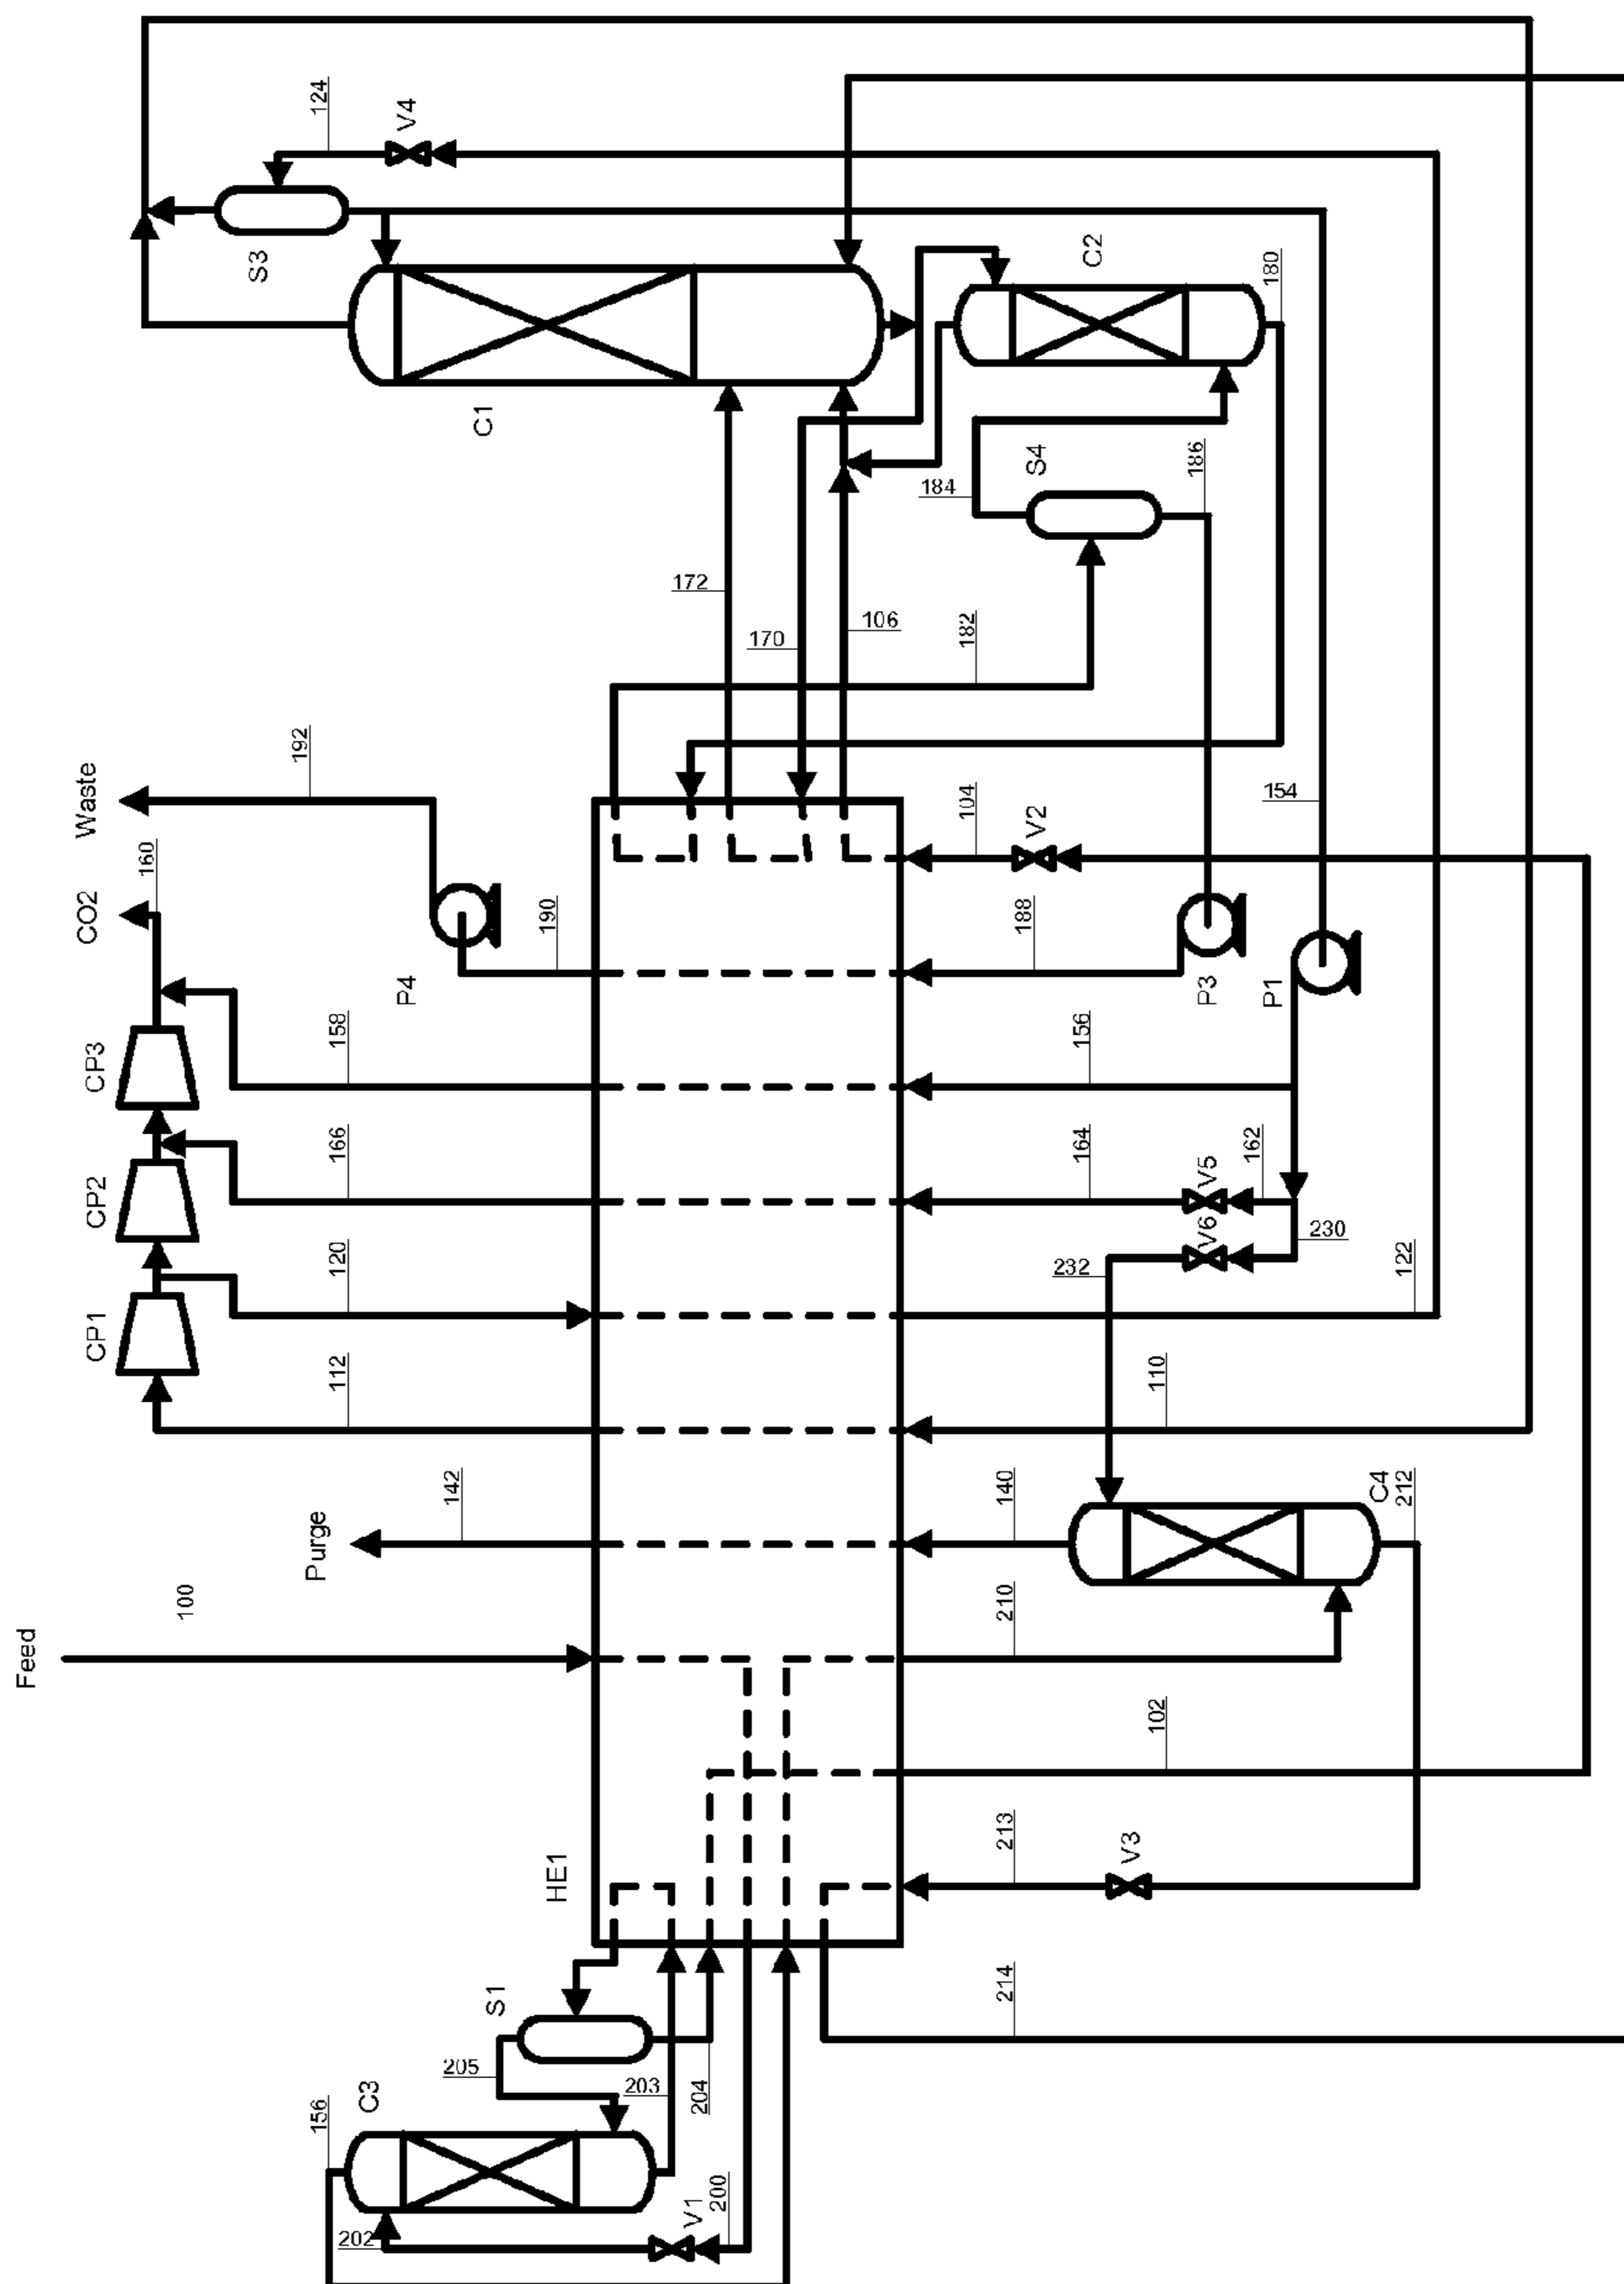 124
V4
S3
C2
180
C1
S4
184
186
172
106
170
182
192
Waste
160
104
V2
154
CO2
190
188
P4
P3
P1
CP3
158
156
166
164
V5
162
CP2
V6
230
120
232
122
CP1
112
110
142
140
C4
212
Purge
100
210
Feed
102
213
V3
HE1
214
S1
205
203
204
C3
156
200
V1
202